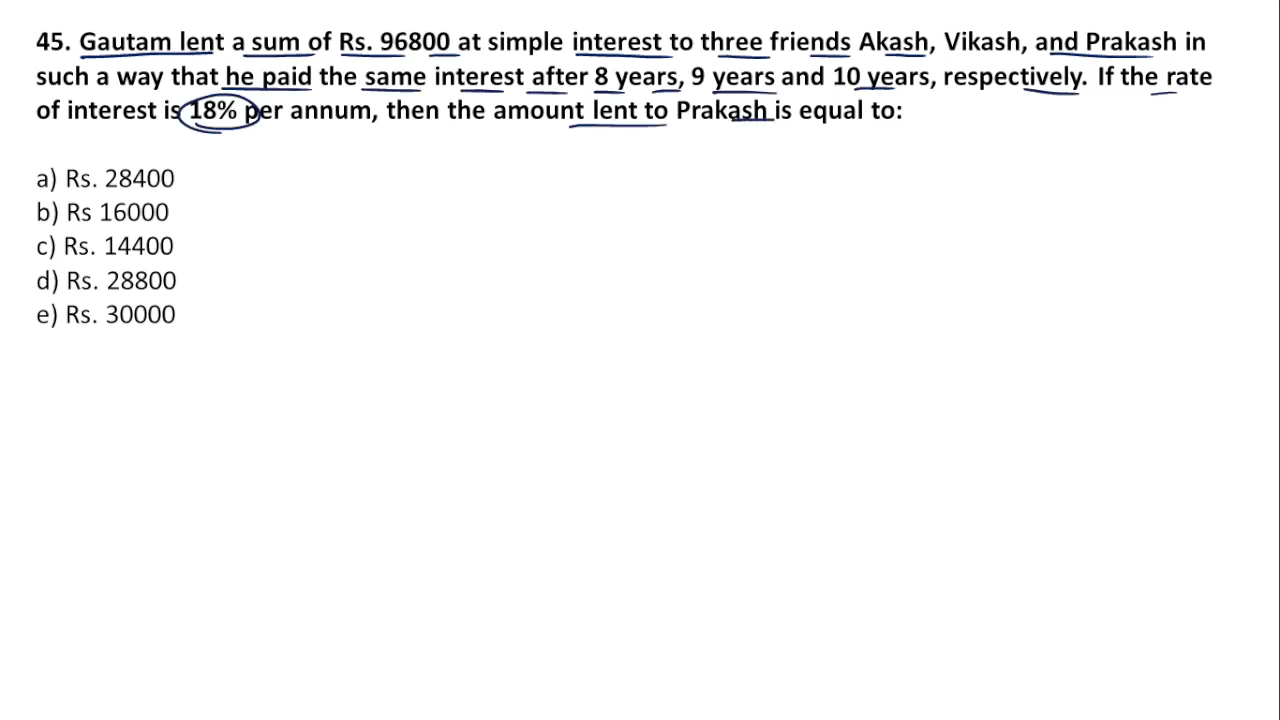 45. Gautam lent a sum of Rs. 96800 at simple interest to three friends Akash, Vikash, and Prakash in
such a way that he paid the same interest after 8 years, 9 years and 10 years, respectively. If the rate
of interest is 18% per annum, then the amount lent to Prakash is equal to:
a) Rs. 28400
b) Rs 16000
c) Rs. 14400
d) Rs. 28800
e) Rs. 30000